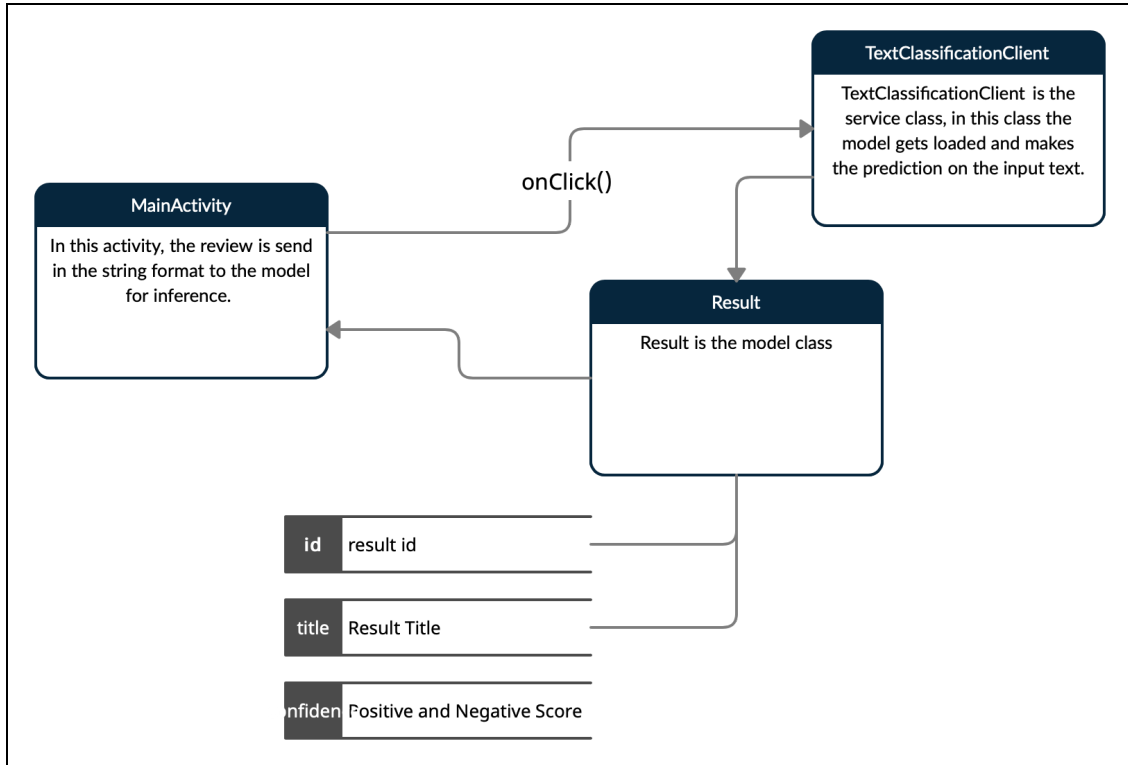 TextClassificationClient
TextClassificationClient is the
service class, in this class the
model gets loaded and makes
the prediction on the input text.
onClick()
MainActivity
In this activity, the review is send
in the string format to the model
for inference.
Result
Result is the model class
id result id
title Result Title
nfiden Positive and Negative Score